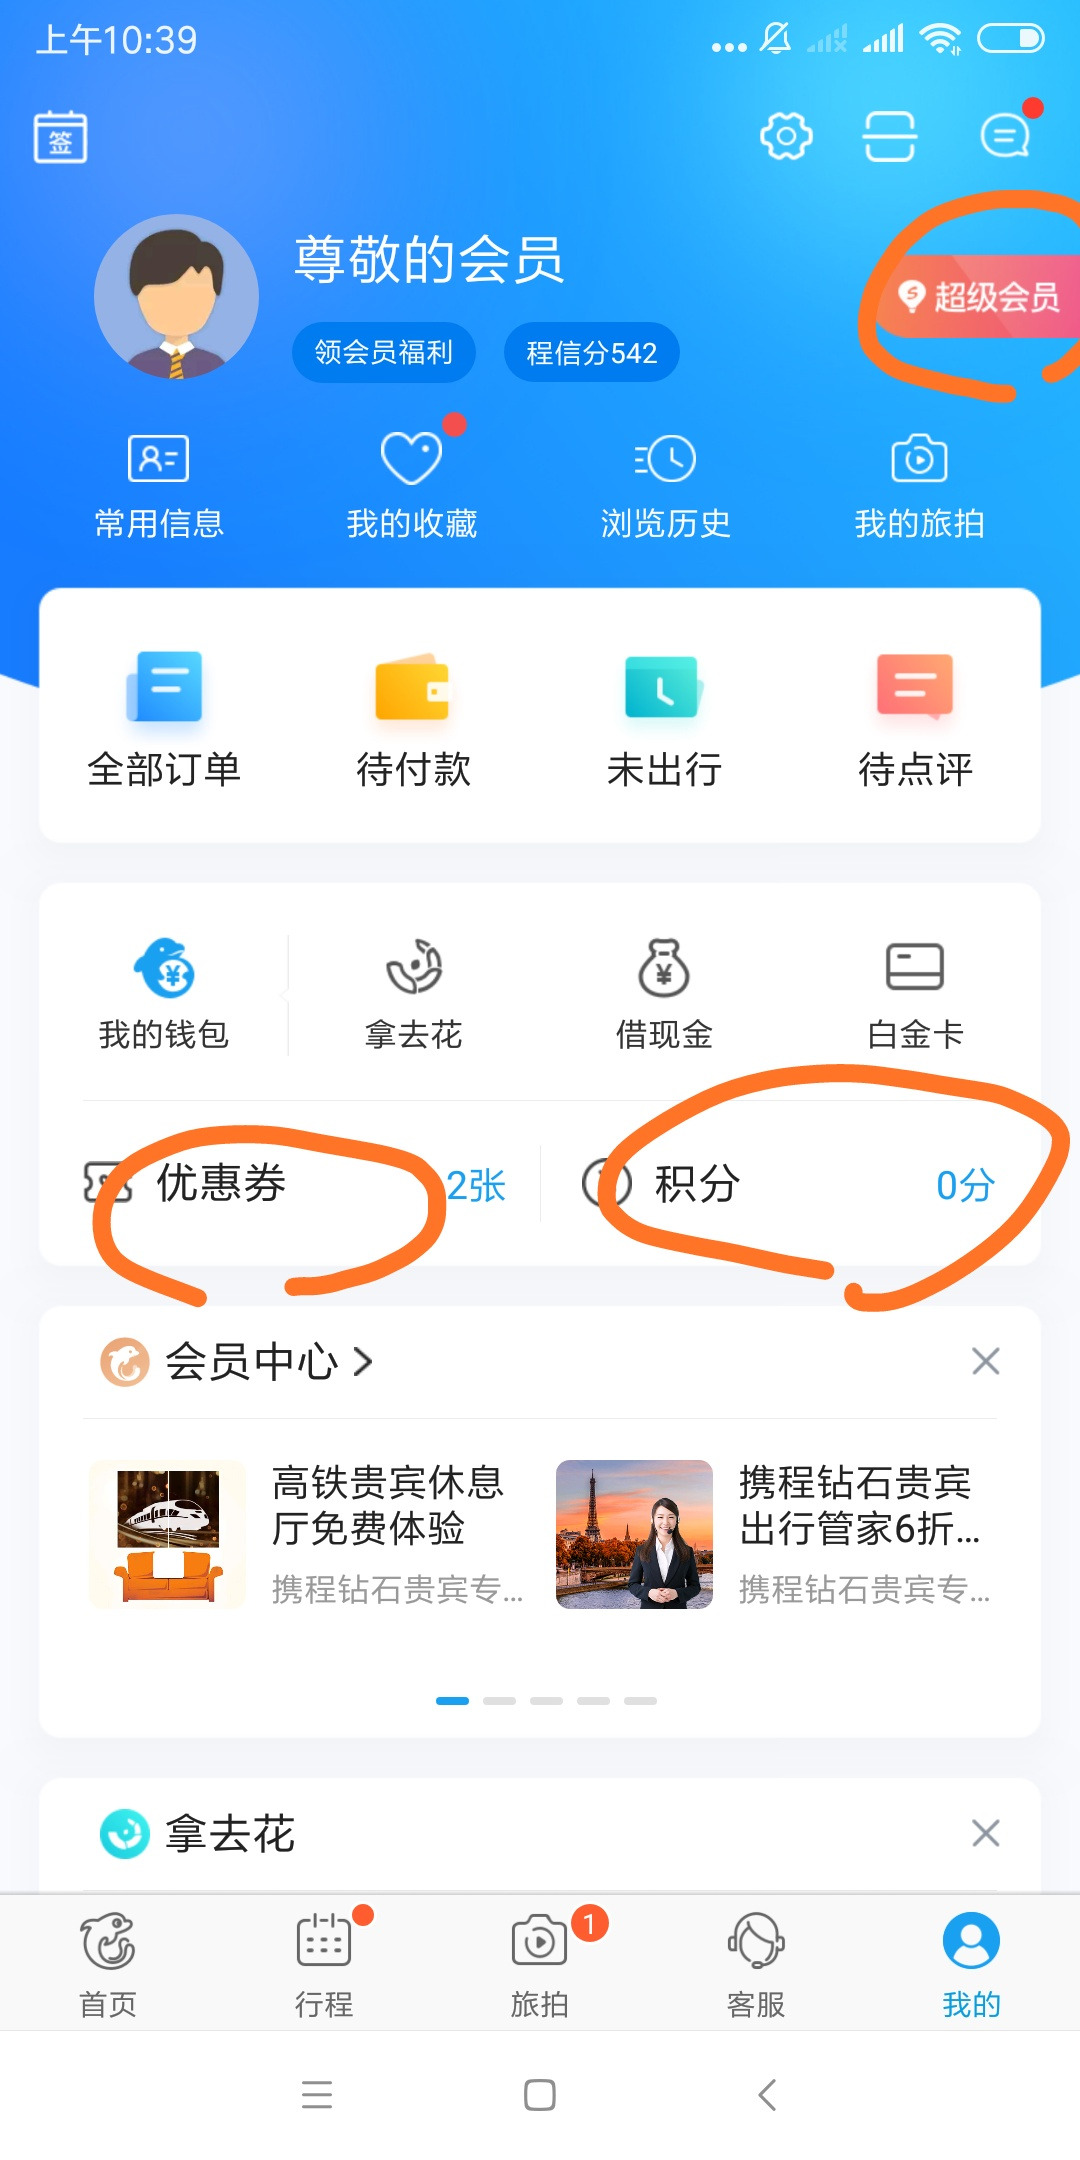 上午10:39
签
尊敬的会员
超级会员
领会员福利 程信分542
常用信息 我的收藏 浏览历史 我的旅拍
全部订单 待付款 未出行 待点评
我的钱包 拿去花 借现金 白金卡
优惠券 2张 积分 0分
会员中心
高铁贵宾休息
厅免费体验
携程钻石贵宾专...
携程钻石贵宾
出行管家6折...
携程钻石贵宾专...
拿去花
1
首页 行程 旅拍 客服 我的